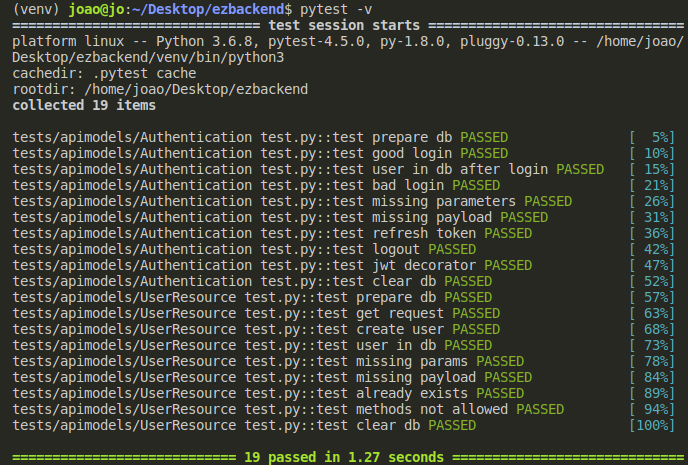 (venv) joao@jo:~/Desktop/ezbackend$ pytest -v
=============================== test session starts ================================
platform linux -- Python 3.6.8, pytest-4.5.0, py-1.8.0, pluggy-0.13.0 -- /home/joao/
Desktop/ezbackend/venv/bin/python3
cachedir: .pytest cache
rootdir: /home/joao/Desktop/ezbackend
collected 19 items
tests/apimodels/Authentication test.py::test prepare db PASSED [  5%]
tests/apimodels/Authentication test.py::test good login PASSED [ 10%]
tests/apimodels/Authentication test.py::test user in db after login PASSED [ 15%]
tests/apimodels/Authentication test.py::test bad login PASSED [ 21%]
tests/apimodels/Authentication test.py::test missing parameters PASSED [ 26%]
tests/apimodels/Authentication test.py::test missing payload PASSED [ 31%]
tests/apimodels/Authentication test.py::test refresh token PASSED [ 36%]
tests/apimodels/Authentication test.py::test logout PASSED [ 42%]
tests/apimodels/Authentication test.py::test jwt decorator PASSED [ 47%]
tests/apimodels/Authentication test.py::test clear db PASSED [ 52%]
tests/apimodels/UserResource test.py::test prepare db PASSED [ 57%]
tests/apimodels/UserResource test.py::test get request PASSED [ 63%]
tests/apimodels/UserResource test.py::test create user PASSED [ 68%]
tests/apimodels/UserResource test.py::test user in db PASSED [ 73%]
tests/apimodels/UserResource test.py::test missing params PASSED [ 78%]
tests/apimodels/UserResource test.py::test missing payload PASSED [ 84%]
tests/apimodels/UserResource test.py::test already exists PASSED [ 89%]
tests/apimodels/UserResource test.py::test methods not allowed PASSED [ 94%]
tests/apimodels/UserResource test.py::test clear db PASSED [100%]
============================ 19 passed in 1.27 seconds =============================